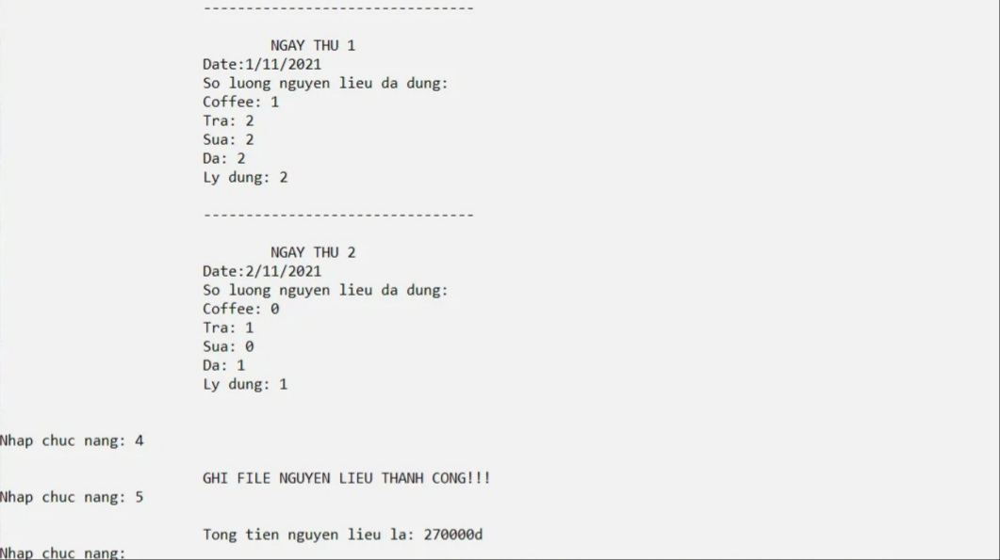 --------------------------------
NGAY THU 1
Date:1/11/2021
So luong nguyen lieu da dung:
Coffee: 1
Tra: 2
Sua: 2
Da: 2
Ly dung: 2
--------------------------------
NGAY THU 2
Date:2/11/2021
So luong nguyen lieu da dung:
Coffee: 0
Tra: 1
Sua: 0
Da: 1
Ly dung: 1
Nhap chuc nang: 4
GHI FILE NGUYEN LIEU THANH CONG!!!
Nhap chuc nang: 5
Tong tien nguyen lieu la: 270000d
Nhap chuc nang: